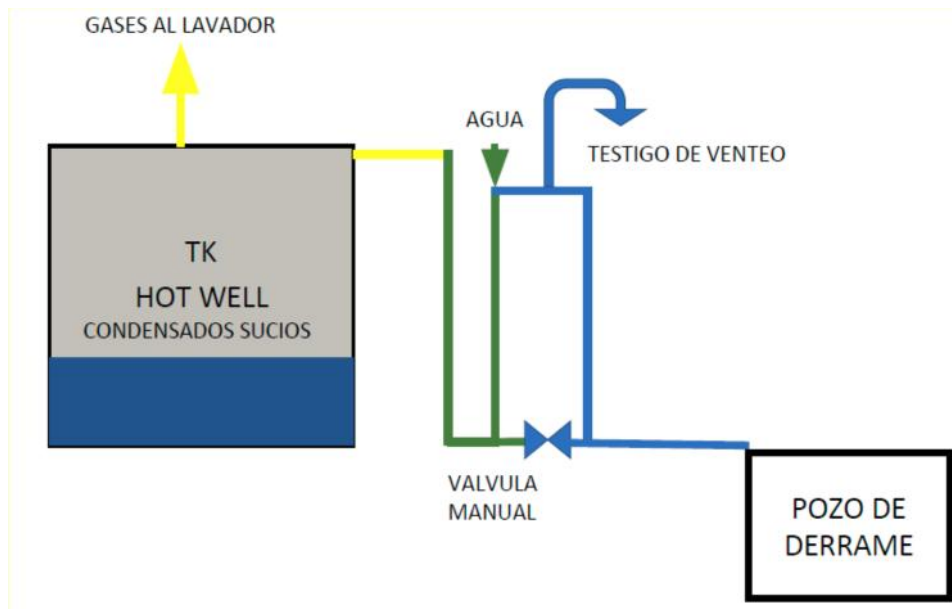 GASES AL LAVADOR
AGUA
TESTIGO DE VENTEO
TK
HOT WELL
CONDENSADOS SUCIOS
VALVULA
MANUAL
POZO DE
DERRAME